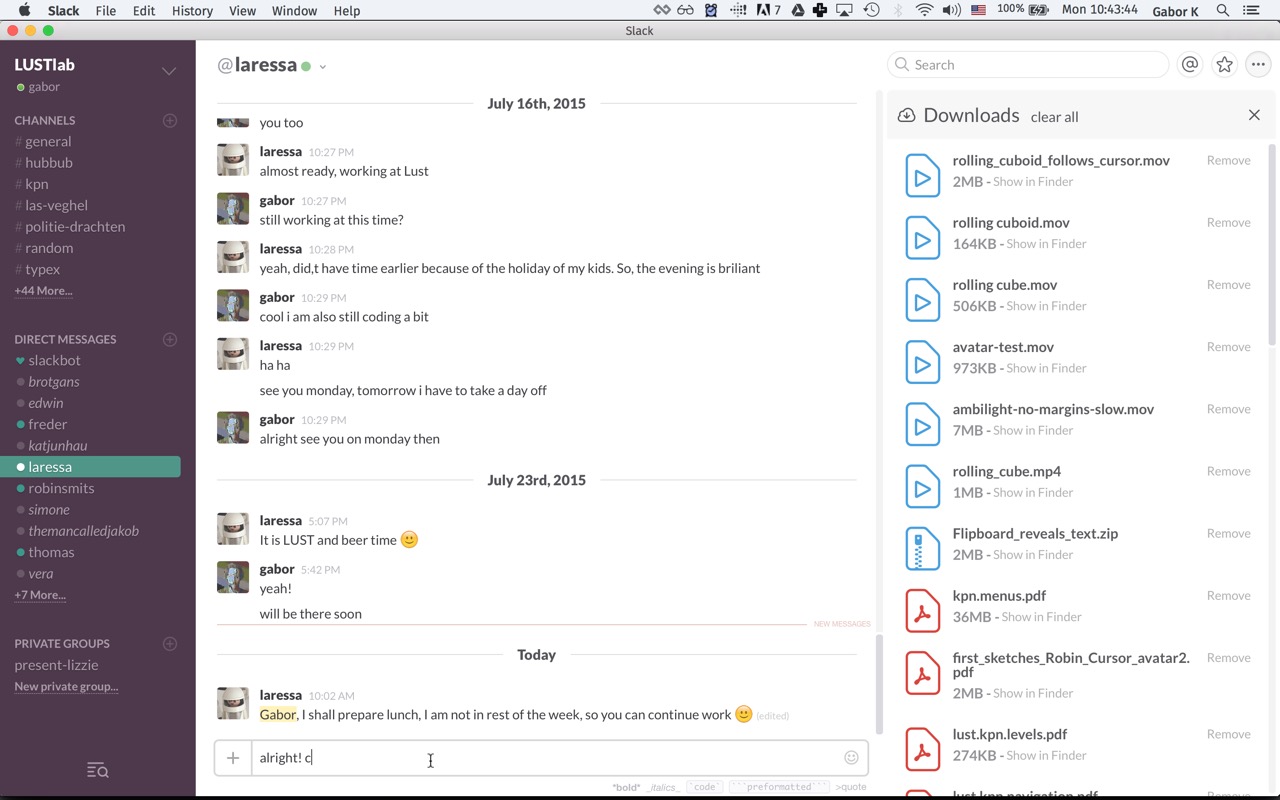 Slack File Edit History View Window Help 7 100% Mon 10:43:44 Gabor K
Slack
LUSTlab
gabor
CHANNELS
# general
# hubbub
# kpn
# las-veghel
# politie-drachten
# random
# typex
+44 More...
DIRECT MESSAGES
slackbot
brotgans
edwin
freder
katjunhau
laressa
robinsmits
simone
themancalledjakob
thomas
vera
+7 More...
PRIVATE GROUPS
present-lizzie
New private group...
@laressa
July 16th, 2015
you too
laressa 10:27 PM
almost ready, working at Lust
gabor 10:27 PM
still working at this time?
laressa 10:28 PM
yeah, did,t have time earlier because of the holiday of my kids. So, the evening is briliant
gabor 10:29 PM
cool i am also still coding a bit
laressa 10:29 PM
ha ha
see you monday, tomorrow i have to take a day off
gabor 10:29 PM
alright see you on monday then
July 23rd, 2015
laressa 5:07 PM
It is LUST and beer time
gabor 5:42 PM
yeah!
will be there soon
NEW MESSAGES
Today
laressa 10:02 AM
Gabor, I shall prepare lunch, I am not in rest of the week, so you can continue work (edited)
alright! c
*bold* _italics_ `code` ```preformatted``` >quote
Search
Downloads clear all
rolling_cuboid_follows_cursor.mov Remove
2MB - Show in Finder
rolling cuboid.mov Remove
164KB - Show in Finder
rolling cube.mov Remove
506KB - Show in Finder
avatar-test.mov Remove
973KB - Show in Finder
ambilight-no-margins-slow.mov Remove
7MB - Show in Finder
rolling_cube.mp4 Remove
1MB - Show in Finder
Flipboard_reveals_text.zip Remove
2MB - Show in Finder
kpn.menus.pdf Remove
36MB - Show in Finder
first_sketches_Robin_Cursor_avatar2. Remove
pdf
2MB - Show in Finder
lust.kpn.levels.pdf Remove
274KB - Show in Finder
lust.kpn.navigation.pdf Remove